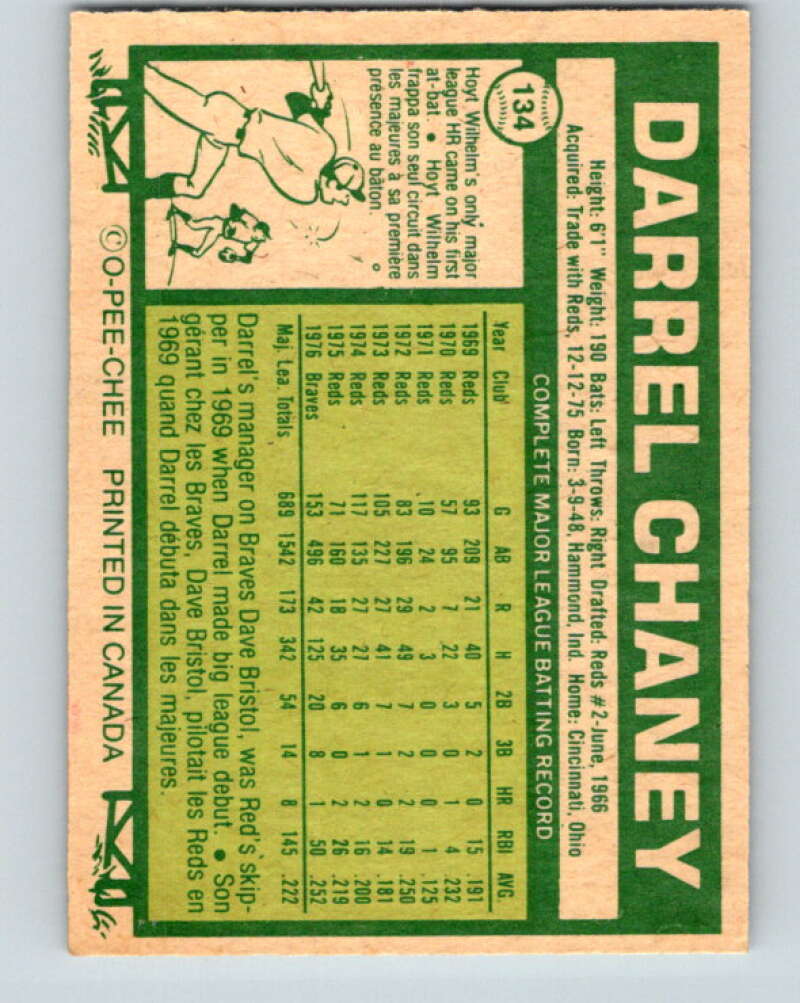 134
DARREL CHANEY
Height: 6'1" Weight: 190 Bats: Left Throws: Right Drafted: Reds #2-June, 1966
Acquired: Trade with Reds, 12-12-75 Born: 3-9-48, Hammond, Ind. Home: Cincinnati, Ohio
COMPLETE MAJOR LEAGUE BATTING RECORD
Year Club G AB R H 2B 3B HR RBI AVG
1969 Reds 93 209 21 40 5 2 0 15 .191
1970 Reds 57 95 7 22 3 0 1 4 .232
1971 Reds 10 24 2 3 0 0 0 1 .125
1972 Reds 83 196 29 49 7 2 2 19 .250
1973 Reds 105 227 27 41 7 1 0 14 .181
1974 Reds 117 135 27 27 6 1 2 16 .200
1975 Reds 71 160 18 35 6 0 2 26 .219
1976 Braves 153 496 42 125 20 8 1 50 .252
Maj. Lea. Totals 689 1542 173 342 54 14 8 145 .222
Darrel's manager on Braves Dave Bristol, was Red's skip-
per in 1969 when Darrel made big league debut. • Son
gérant chez les Braves, Dave Bristol, pilotait les Reds en
1969 quand Darrel débuta dans les majeures.
Hoyt Wilhelm's only major
league HR came on his first
at-bat. • Hoyt Wilhelm
frappa son seul circuit dans
les majeures à sa première
présence au bâton.
© O-PEE-CHEE PRINTED IN CANADA